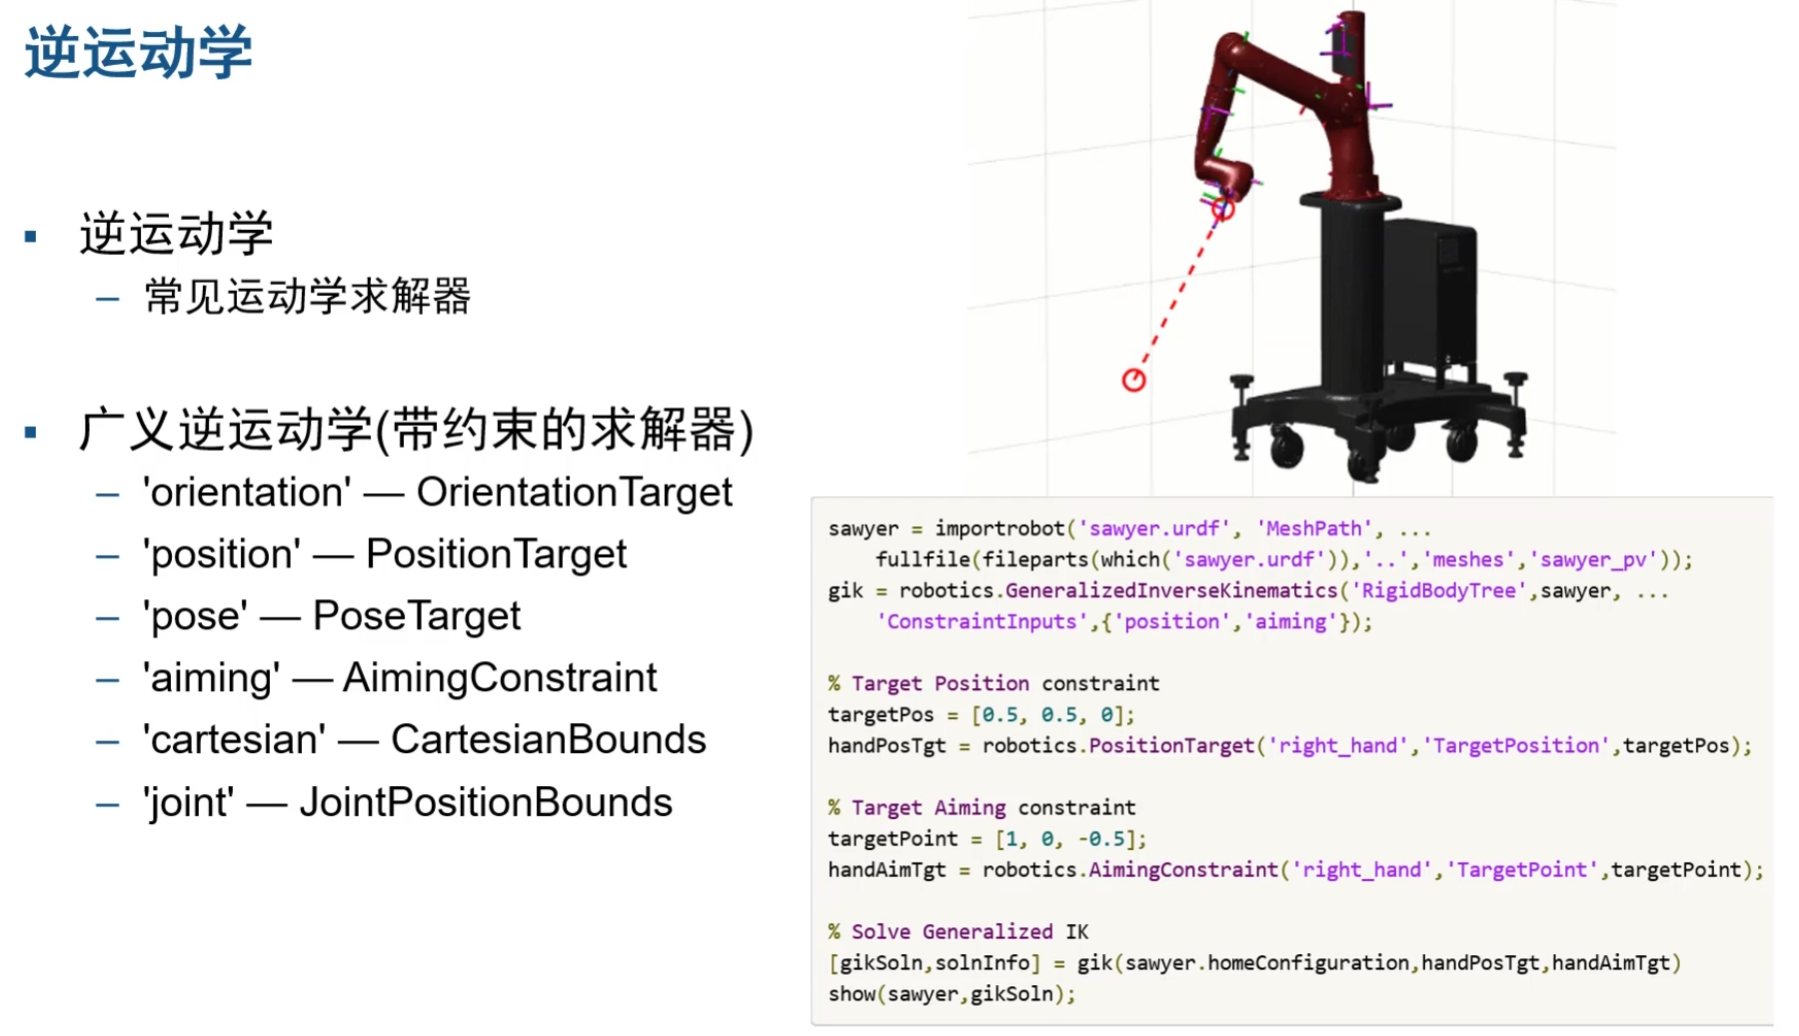 逆运动学
逆运动学
常见运动学求解器
广义逆运动学(带约束的求解器)
'orientation' — OrientationTarget
'position' — PositionTarget
'pose' — PoseTarget
'aiming' — AimingConstraint
'cartesian' — CartesianBounds
'joint' — JointPositionBounds
sawyer = importrobot('sawyer.urdf', 'MeshPath', ...
fullfile(fileparts(which('sawyer.urdf')),'..','meshes','sawyer_pv'));
gik = robotics.GeneralizedInverseKinematics('RigidBodyTree',sawyer, ...
'ConstraintInputs',{'position','aiming'});
% Target Position constraint
targetPos = [0.5, 0.5, 0];
handPosTgt = robotics.PositionTarget('right_hand','TargetPosition',targetPos);
% Target Aiming constraint
targetPoint = [1, 0, -0.5];
handAimTgt = robotics.AimingConstraint('right_hand','TargetPoint',targetPoint);
% Solve Generalized IK
[gikSoln,solnInfo] = gik(sawyer.homeConfiguration,handPosTgt,handAimTgt)
show(sawyer,gikSoln);